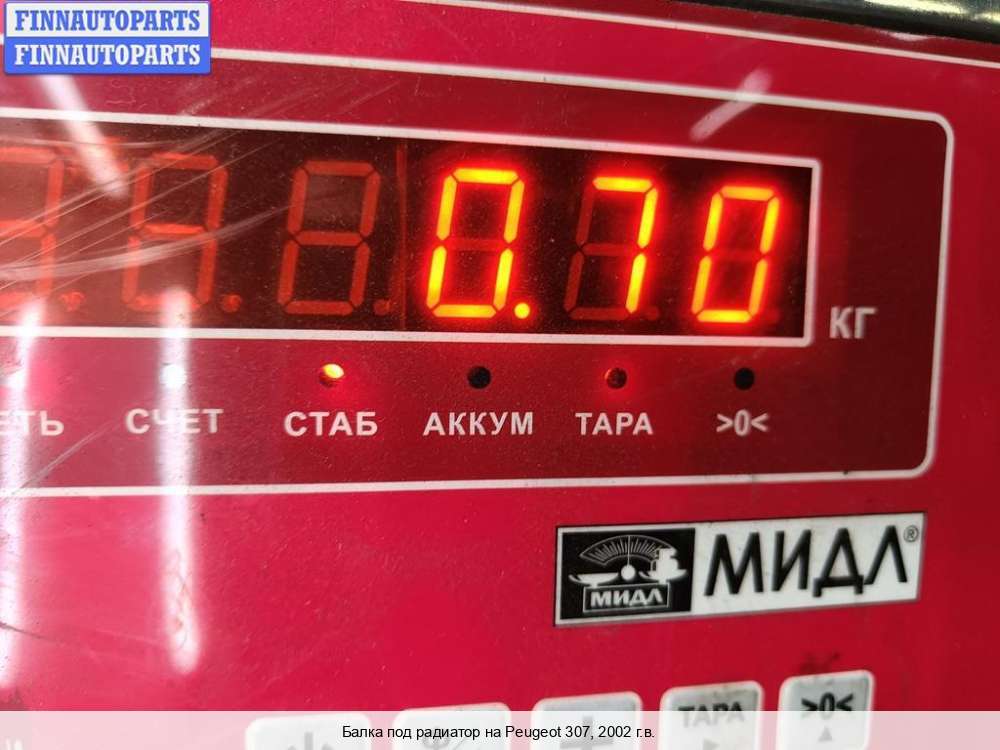 FINNAUTOPARTS
FINNAUTOPARTS
0.70
КГ
СЧЕТ СТАБ АККУМ ТАРА >0<
МИДЛ МИДЛ®
ТАРА >0<
Балка под радиатор на Peugeot 307, 2002 г.в.